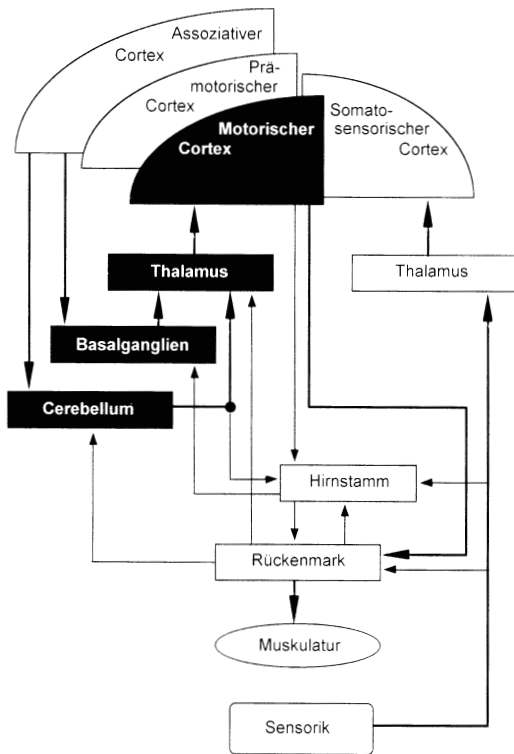 Assoziativer
Cortex
Prä-
motorischer
Cortex
Motorischer
Cortex
Somato-
sensorischer
Cortex
Thalamus
Thalamus
Basalganglien
Cerebellum
Hirnstamm
Rückenmark
Muskulatur
Sensorik